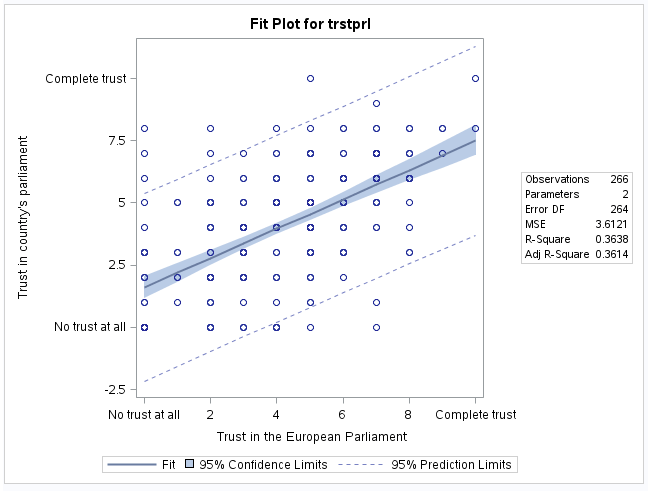 Fit Plot for trstprl
Trust in country's parliament
Complete trust
7.5
5
2.5
No trust at all
-2.5
No trust at all 2 4 6 8 Complete trust
Trust in the European Parliament
Observations 266
Parameters 2
Error DF 264
MSE 3.6121
R-Square 0.3638
Adj R-Square 0.3614
Fit 95% Confidence Limits 95% Prediction Limits